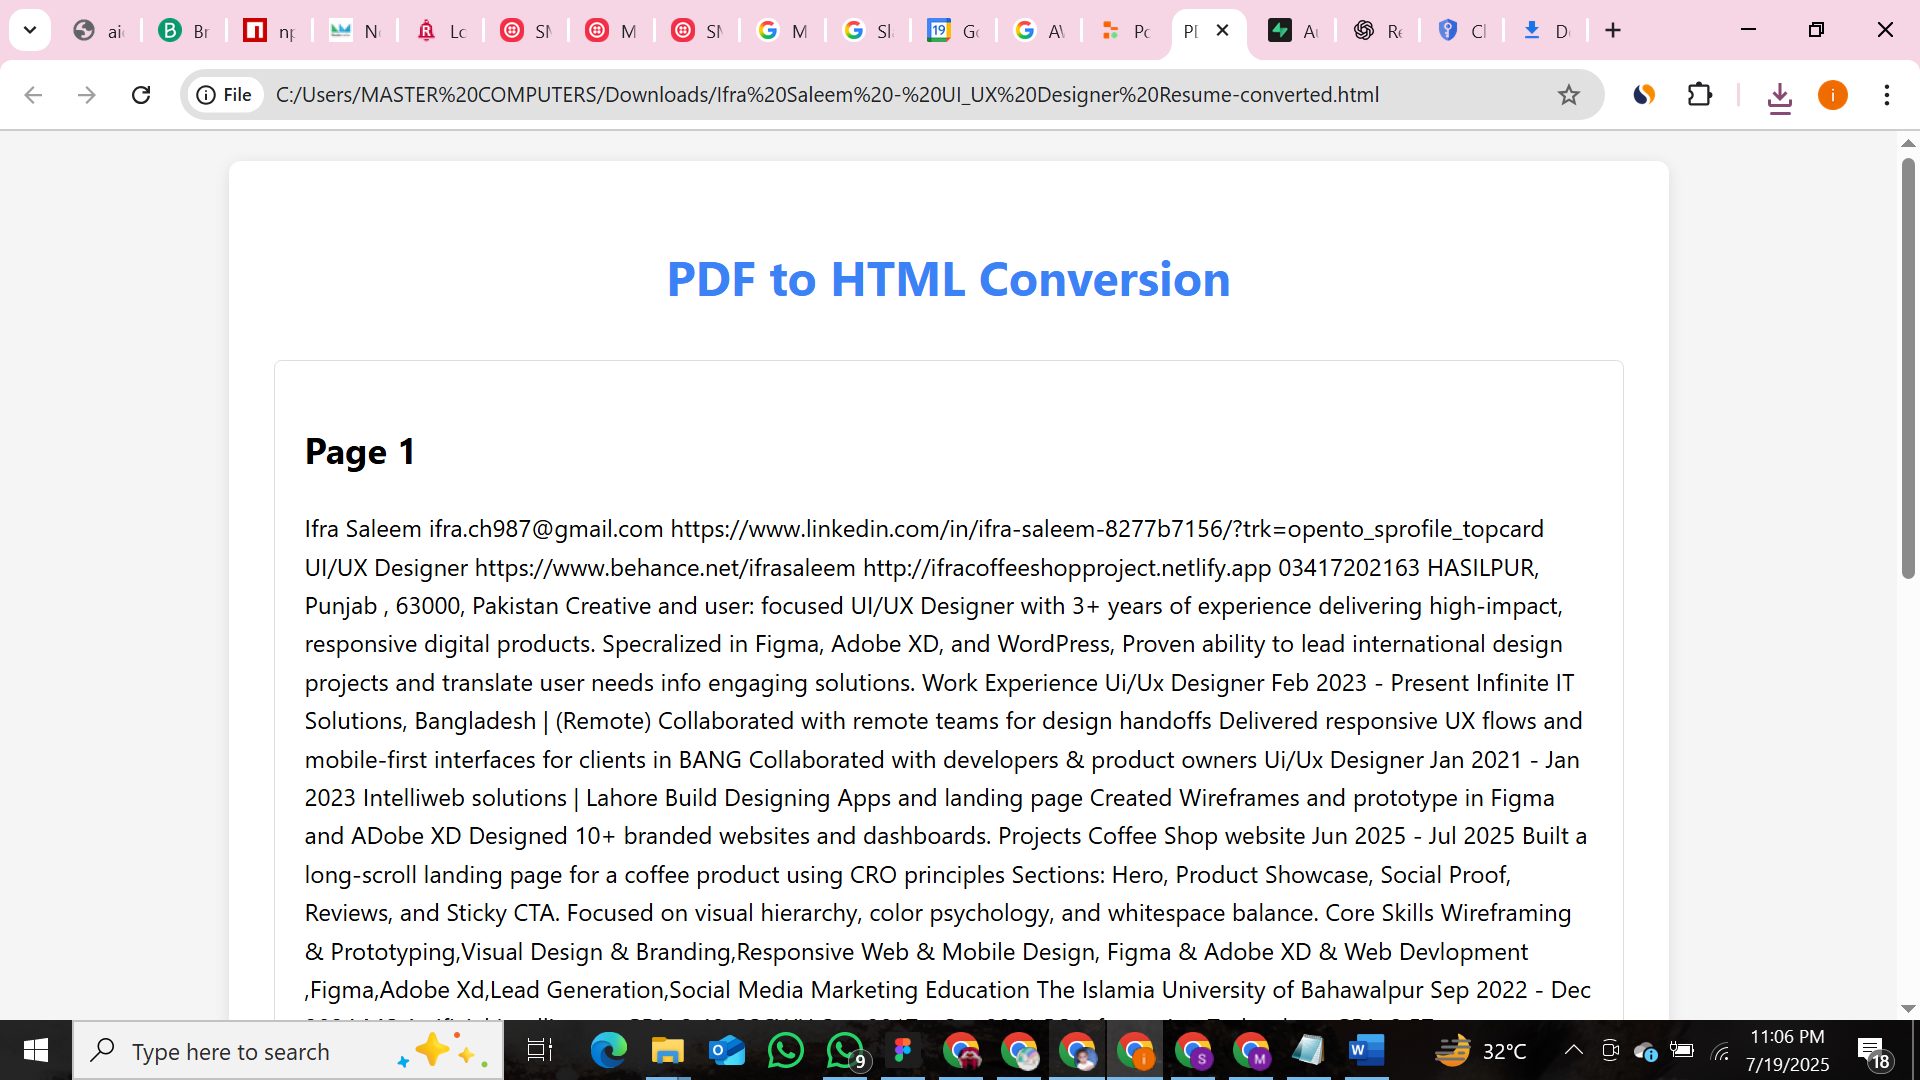 ai
Br
np
Ne
Lo
SM
M
SM
M
Sl
19
Go
AV
Po
PD
Au
Re
Cl
Do
File
C:/Users/MASTER%20COMPUTERS/Downloads/Ifra%20Saleem%20-%20UI_UX%20Designer%20Resume-converted.html
i
PDF to HTML Conversion
Page 1
Ifra Saleem ifra.ch987@gmail.com https://www.linkedin.com/in/ifra-saleem-8277b7156/?trk=opento_sprofile_topcard
UI/UX Designer https://www.behance.net/ifrasaleem http://ifracoffeeshopproject.netlify.app 03417202163 HASILPUR,
Punjab , 63000, Pakistan Creative and user: focused UI/UX Designer with 3+ years of experience delivering high-impact,
responsive digital products. Specralized in Figma, Adobe XD, and WordPress, Proven ability to lead international design
projects and translate user needs info engaging solutions. Work Experience Ui/Ux Designer Feb 2023 - Present Infinite IT
Solutions, Bangladesh | (Remote) Collaborated with remote teams for design handoffs Delivered responsive UX flows and
mobile-first interfaces for clients in BANG Collaborated with developers & product owners Ui/Ux Designer Jan 2021 - Jan
2023 Intelliweb solutions | Lahore Build Designing Apps and landing page Created Wireframes and prototype in Figma
and ADobe XD Designed 10+ branded websites and dashboards. Projects Coffee Shop website Jun 2025 - Jul 2025 Built a
long-scroll landing page for a coffee product using CRO principles Sections: Hero, Product Showcase, Social Proof,
Reviews, and Sticky CTA. Focused on visual hierarchy, color psychology, and whitespace balance. Core Skills Wireframing
& Prototyping,Visual Design & Branding,Responsive Web & Mobile Design, Figma & Adobe XD & Web Devlopment
,Figma,Adobe Xd,Lead Generation,Social Media Marketing Education The Islamia University of Bahawalpur Sep 2022 - Dec
Type here to search
9
32°C
11:06 PM
7/19/2025
18